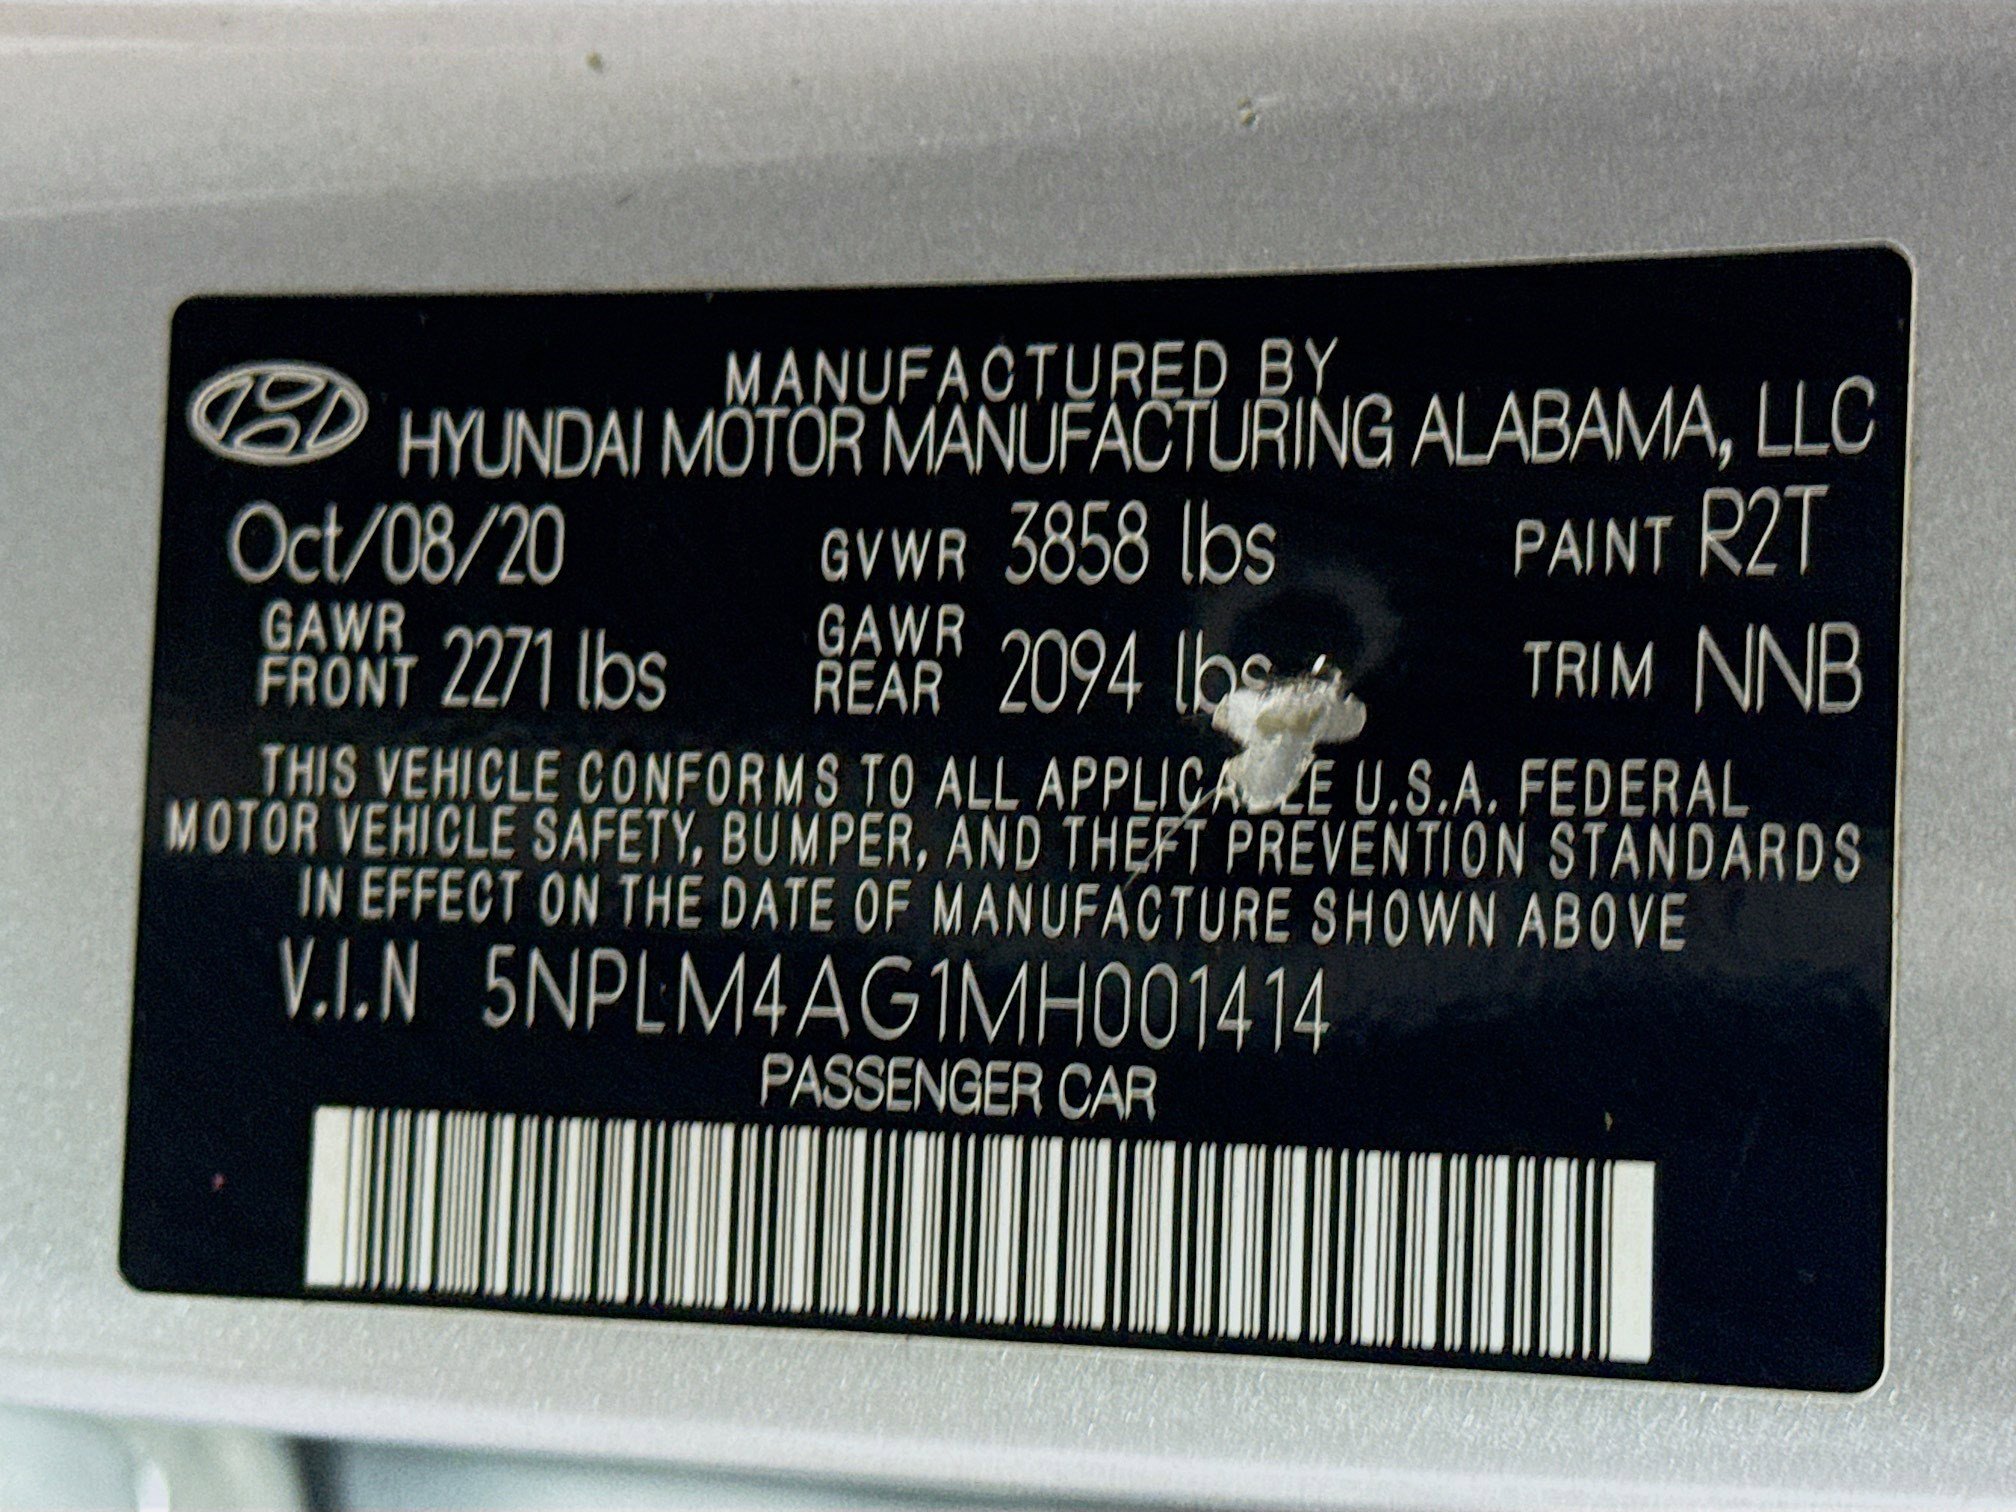 MANUFACTURED BY
HYUNDAI MOTOR MANUFACTURING ALABAMA, LLC
Oct/08/20 GVWR 3858 lbs PAINT R2T
GAWR FRONT 2271 lbs GAWR REAR 2094 lbs TRIM NNB
THIS VEHICLE CONFORMS TO ALL U.S.A. FEDERAL
MOTOR VEHICLE SAFETY, BUMPER, AND THEFT PREVENTION STANDARDS
IN EFFECT ON THE DATE OF MANUFACTURE SHOWN ABOVE
V.I.N 5NPLM4AG1MH001414
PASSENGER CAR